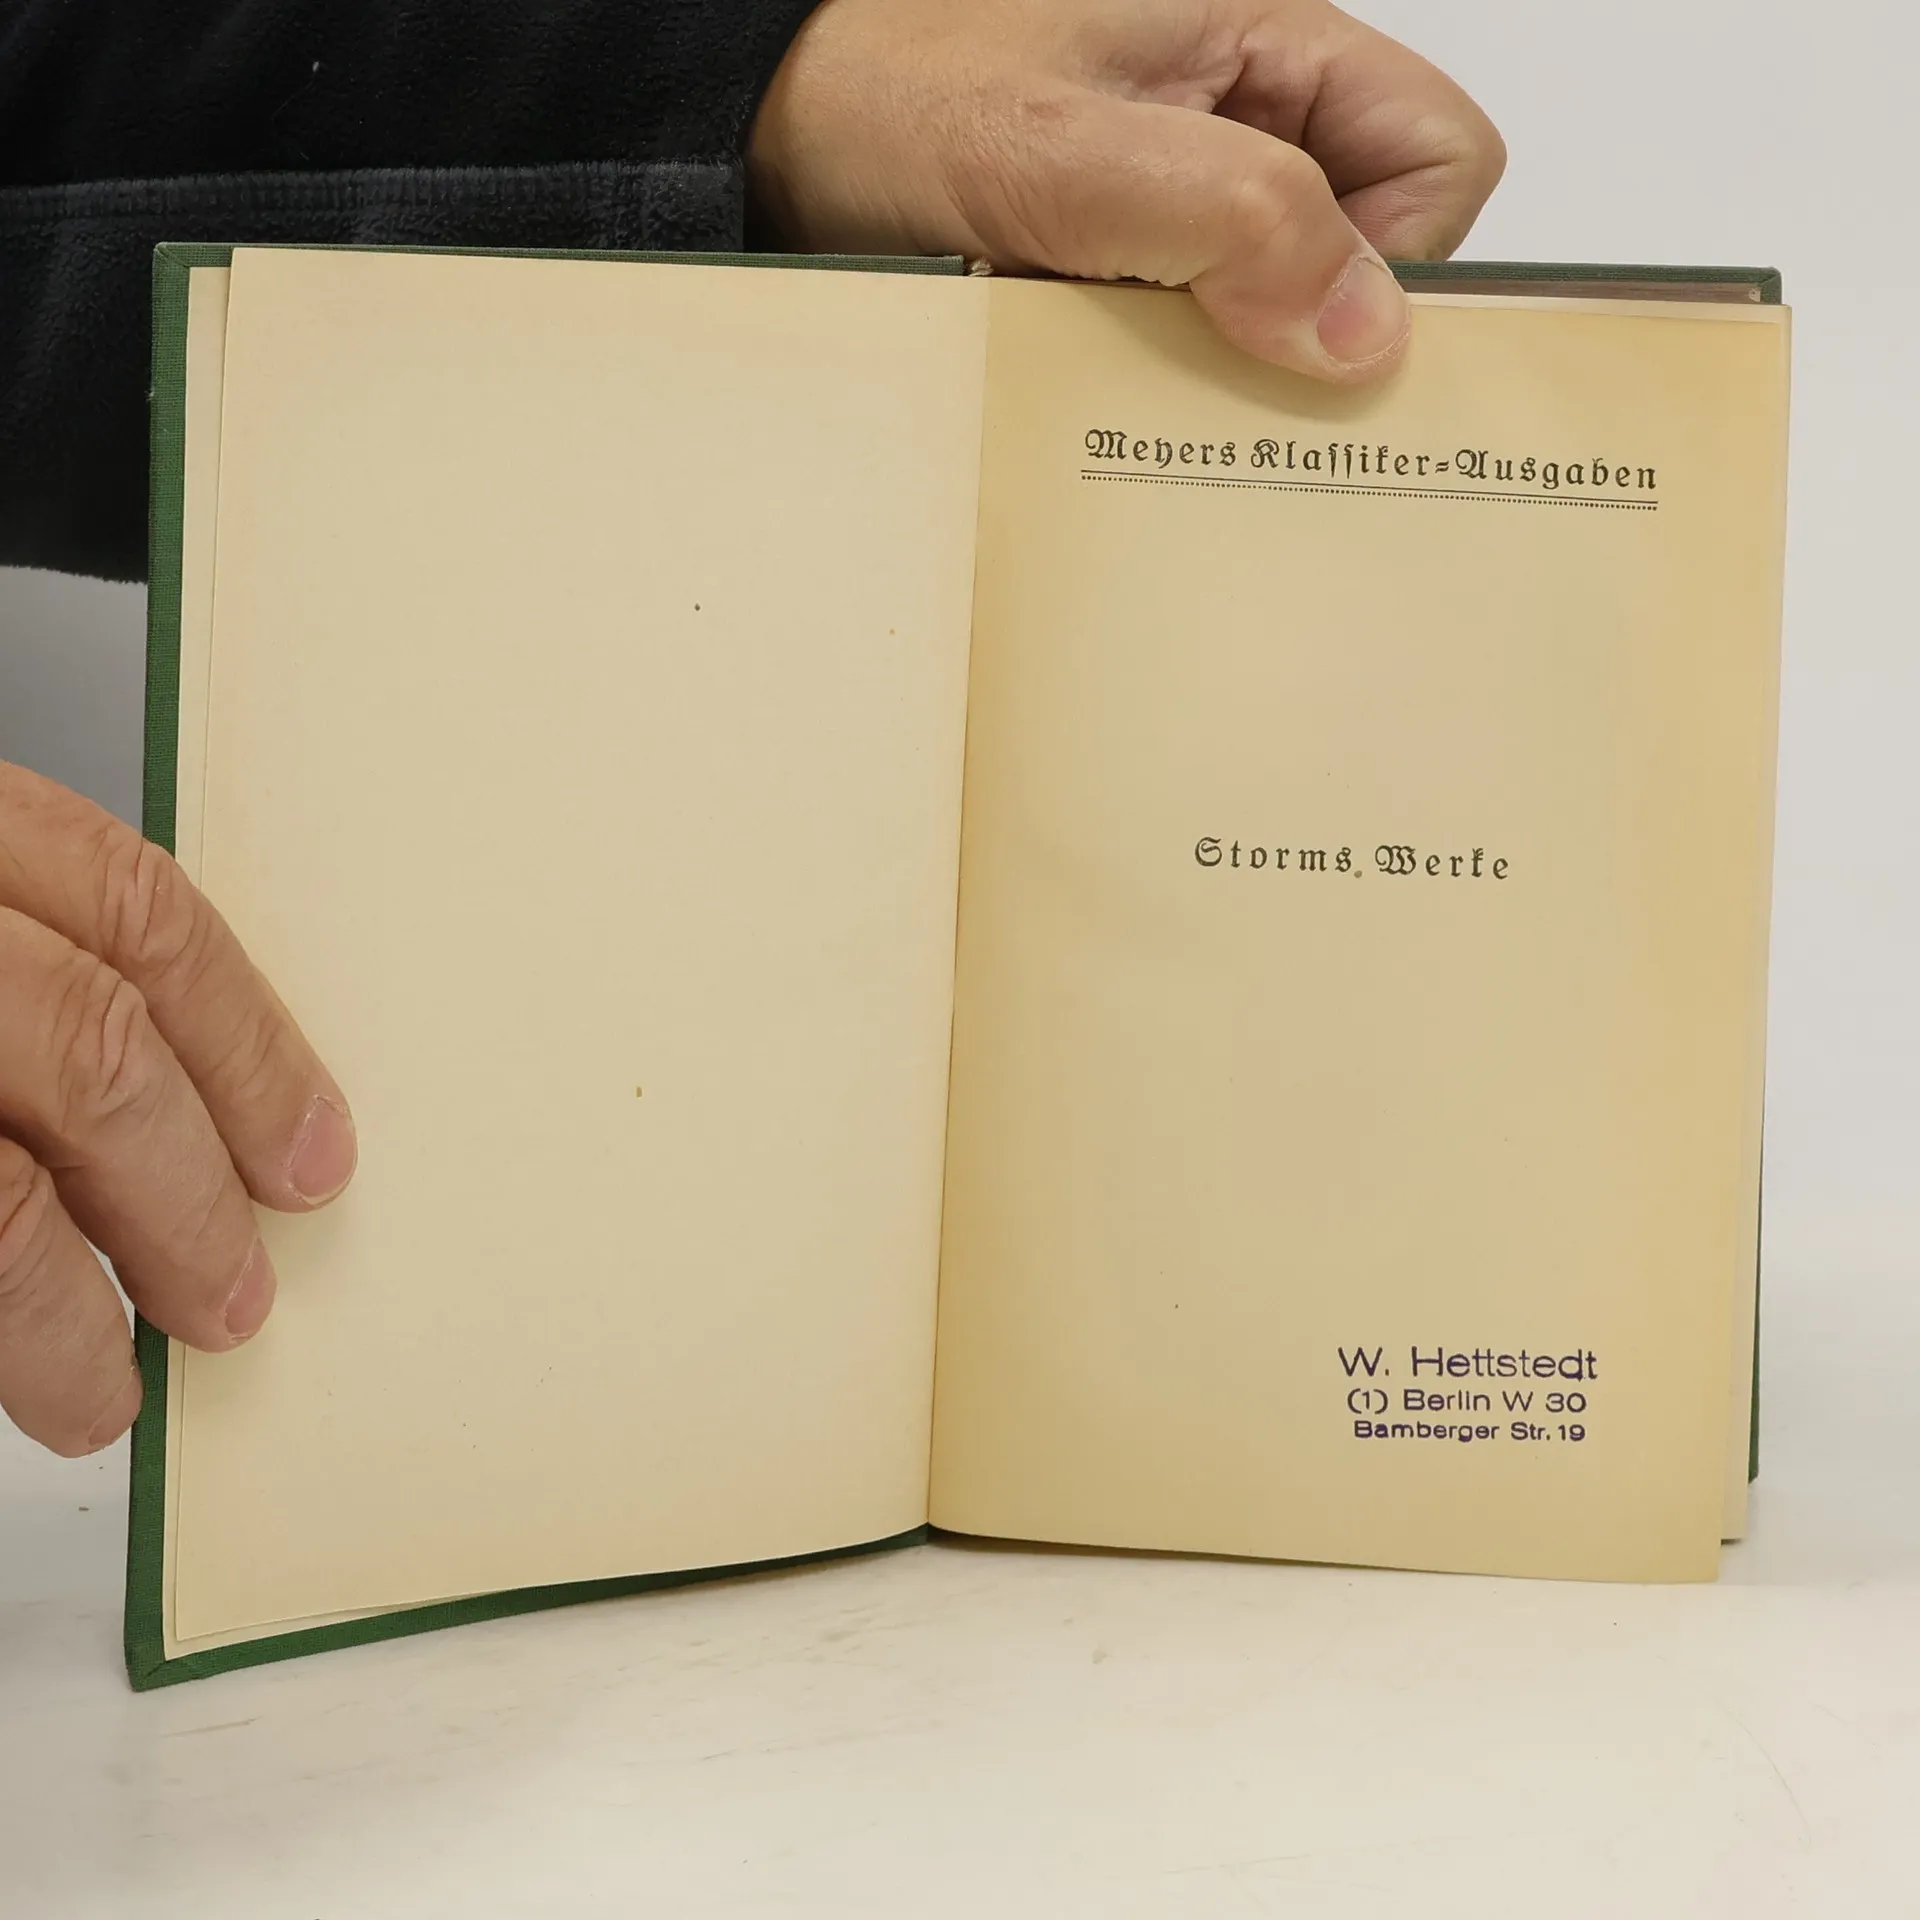 Meyers Klassiker-Ausgaben
Storms Werke
W. Hettstedt
(1) Berlin W 30
Bamberger Str. 19